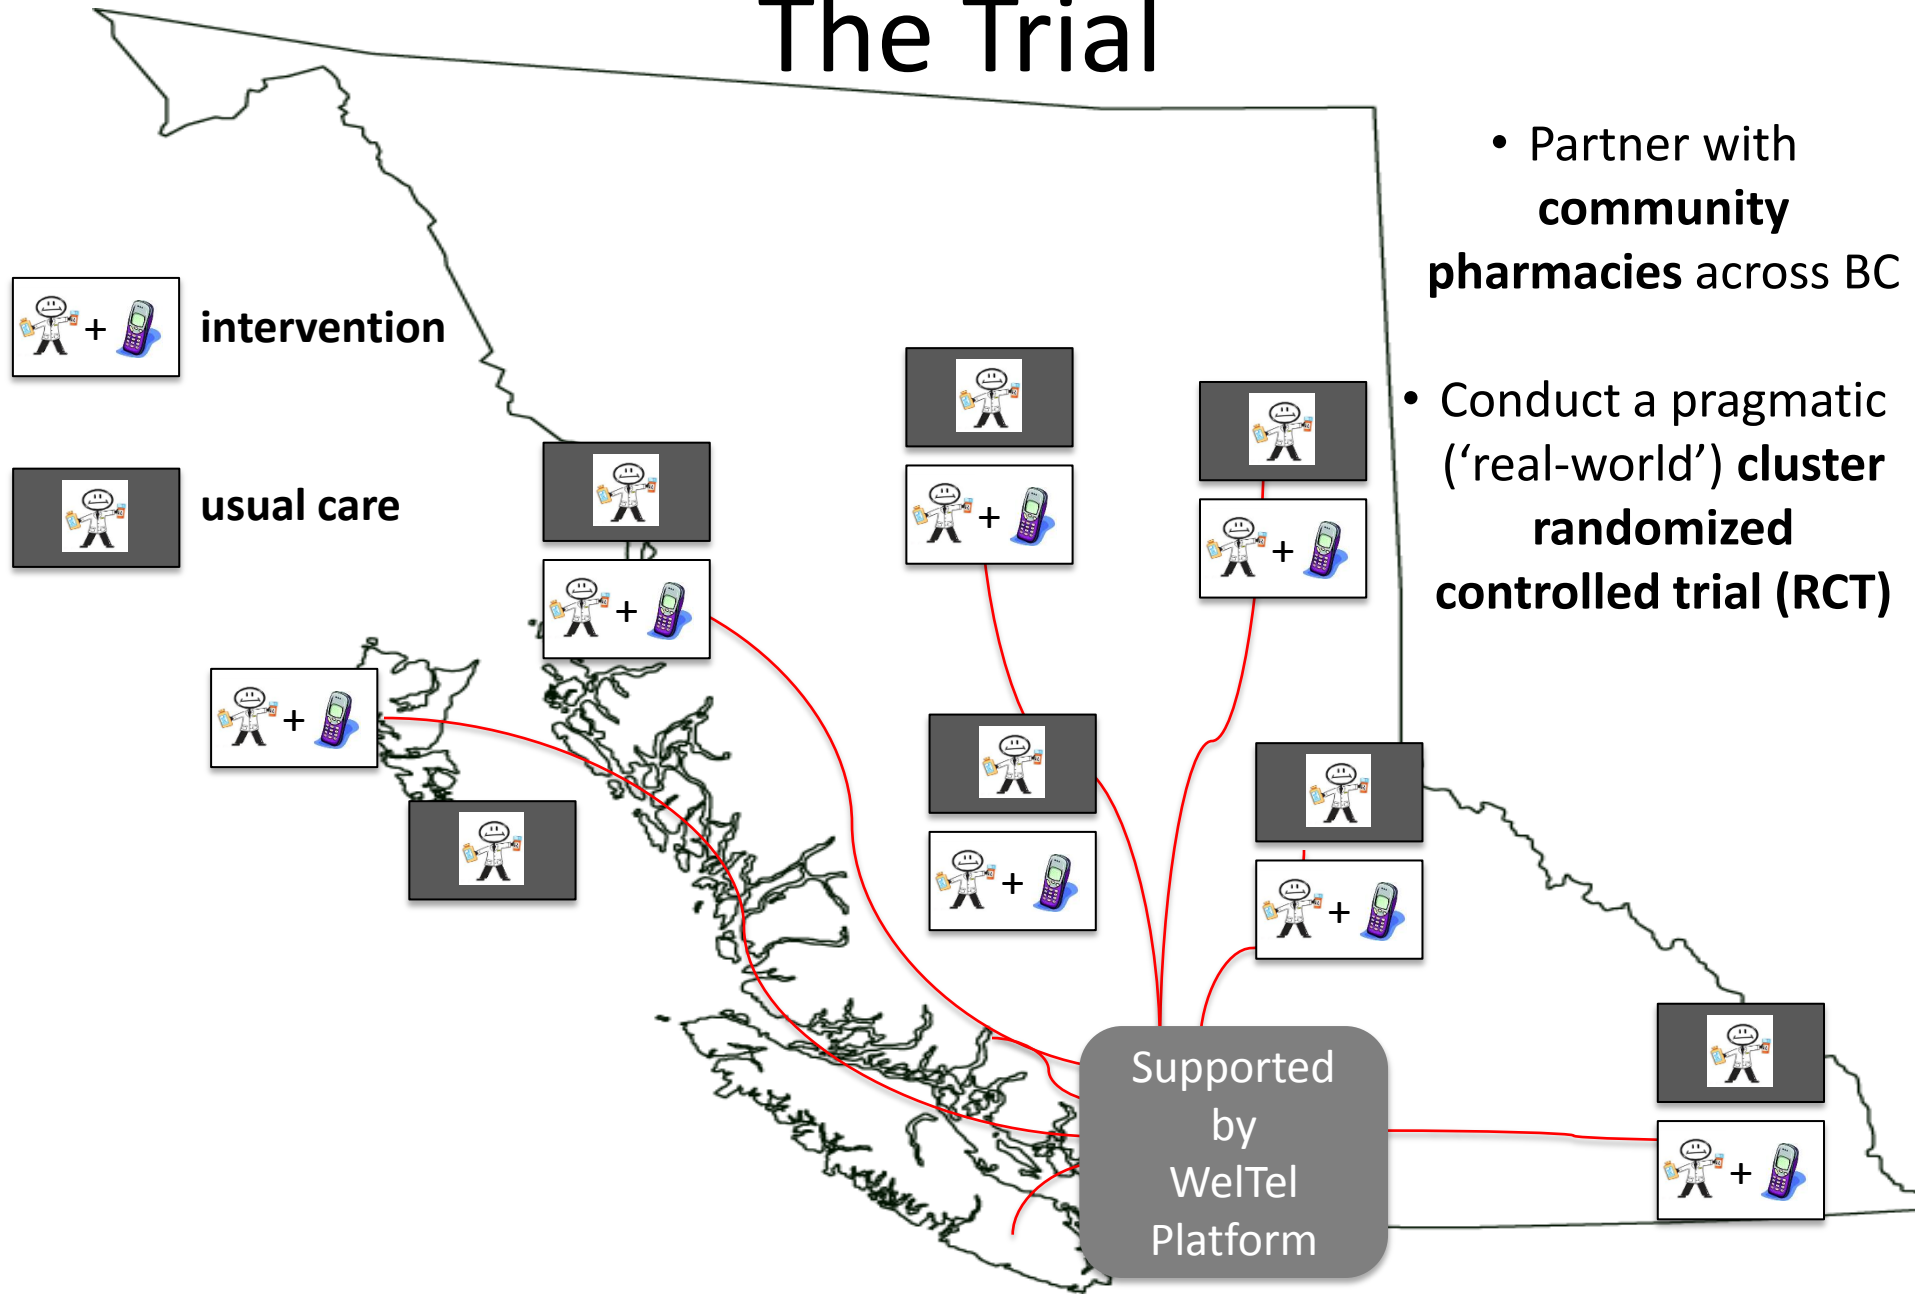 The Trial
• Partner with
community
pharmacies across BC
• Conduct a pragmatic
(‘real-world’) cluster
randomized
controlled trial (RCT)
+ intervention
usual care
+
+
+
+
+
+
+
Supported
by
WelTel
Platform